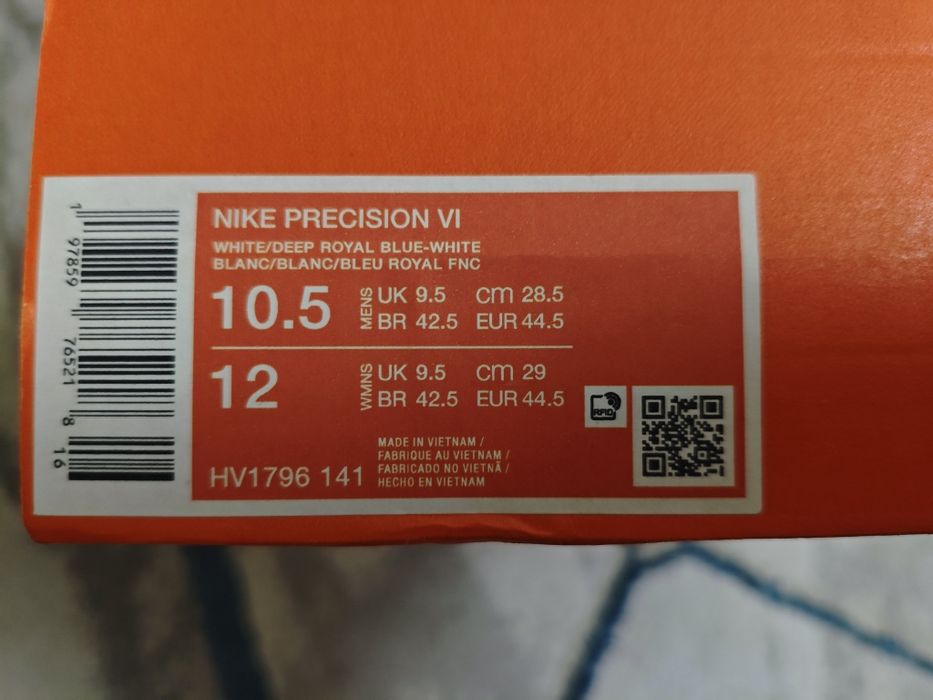 NIKE PRECISION VI
WHITE/DEEP ROYAL BLUE-WHITE
BLANC/BLANC/BLEU ROYAL FNC
10.5 MENS UK 9.5 cm 28.5
BR 42.5 EUR 44.5
12 WMNS UK 9.5 cm 29
BR 42.5 EUR 44.5
RFID
MADE IN VIETNAM /
FABRIQUE AU VIETNAM /
FABRICADO NO VIETNÃ /
HECHO EN VIETNAM
HV1796 141
1 97859 76521 8 16